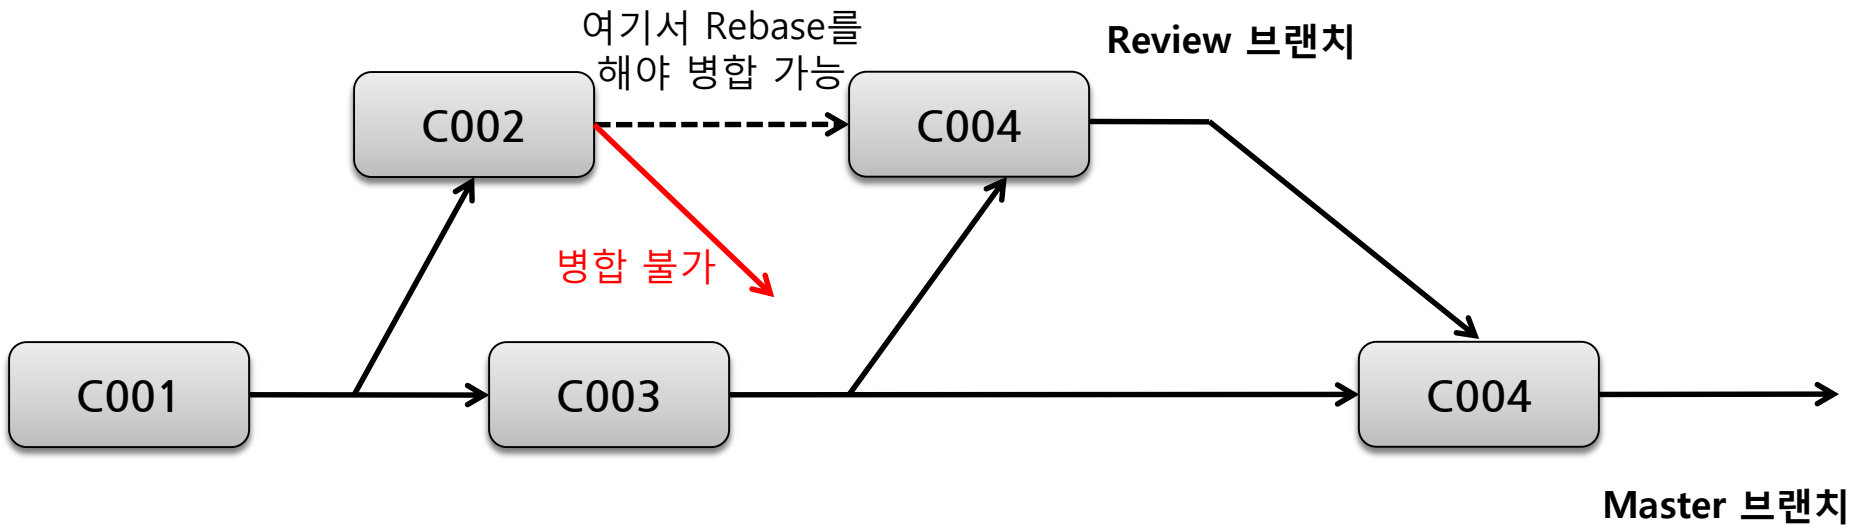 여기서 Rebase를
해야 병합 가능
Review 브랜치
C002
C004
병합 불가
C001
C003
C004
Master 브랜치